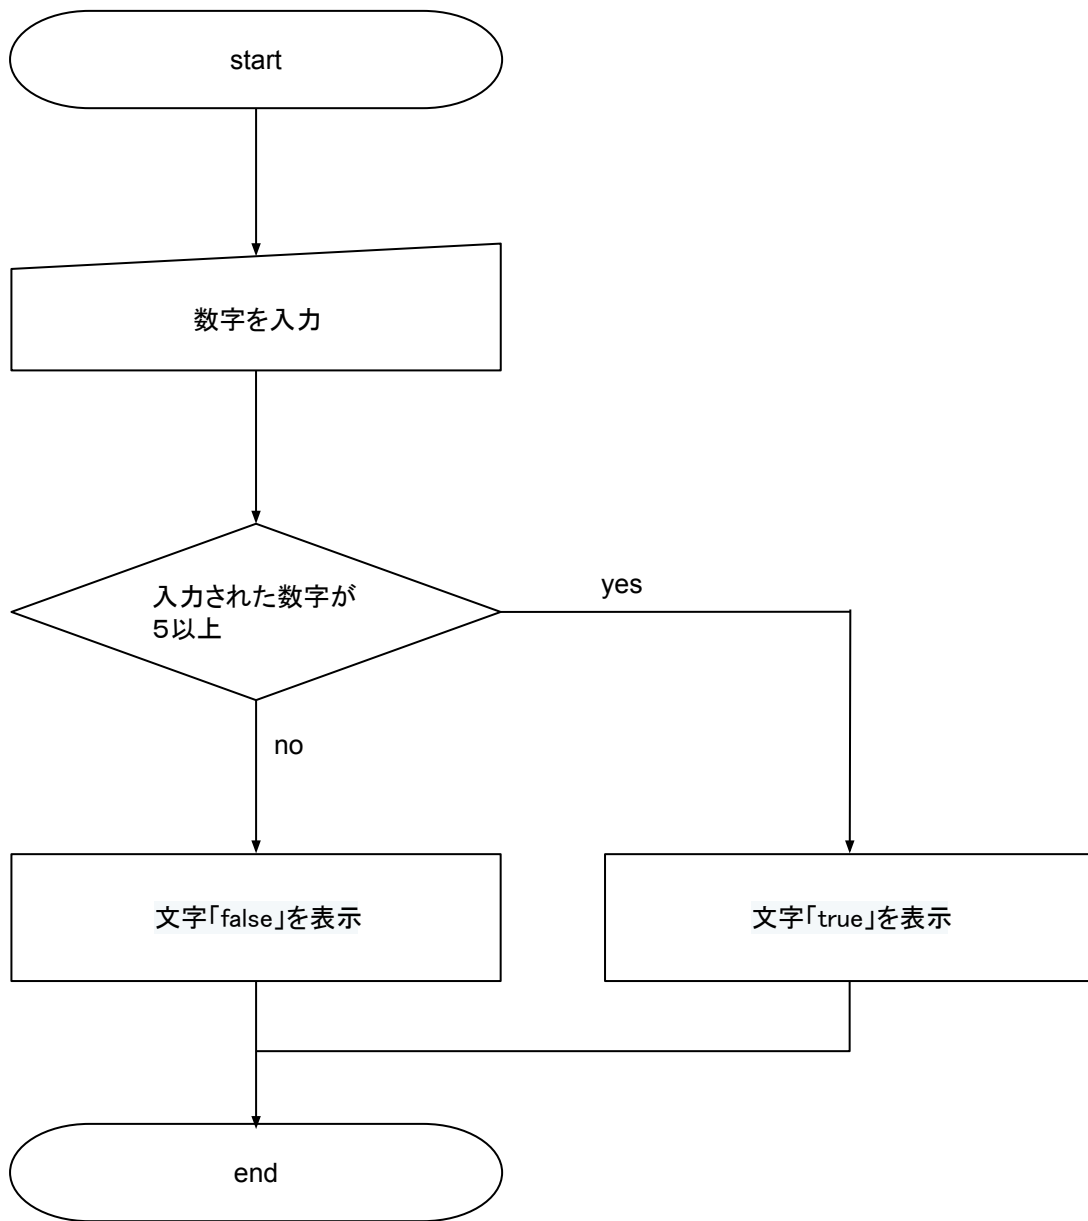 start
数字を入力
入力された数字が
５以上
yes
no
文字｢false｣を表示
文字｢true｣を表示
end